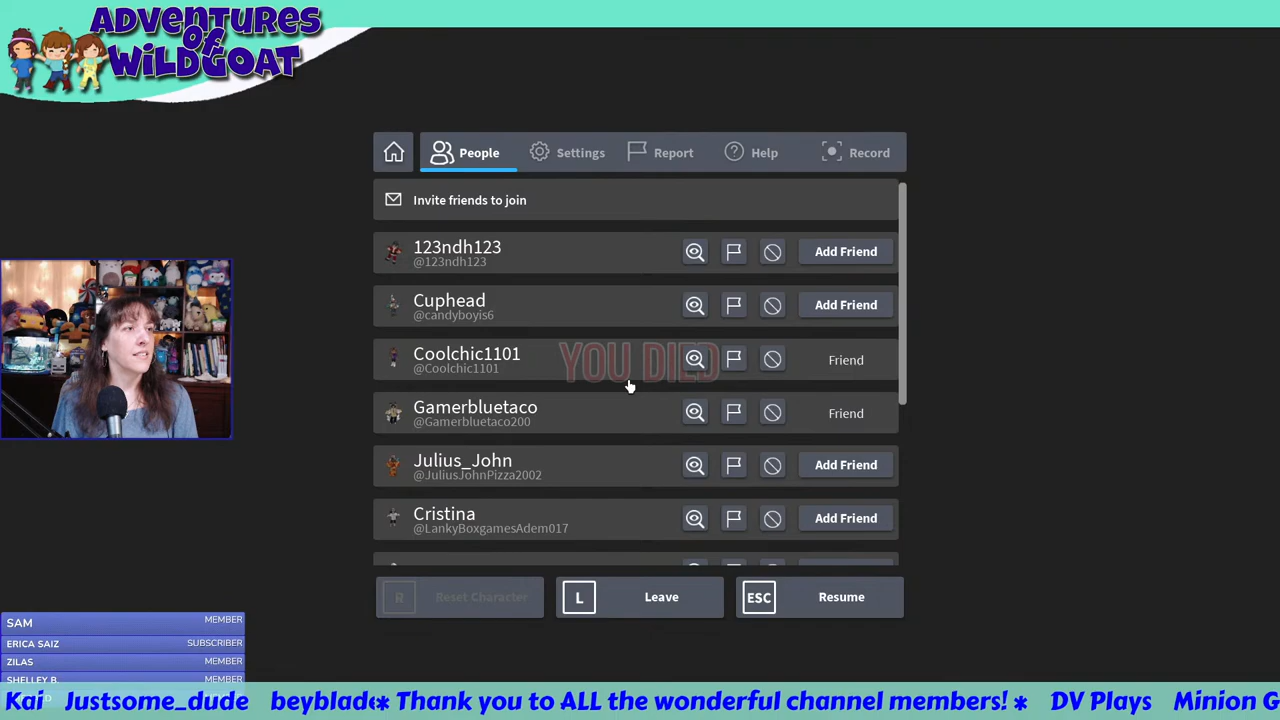 ADVENTURES
of
WiLDGOAT
People
Settings
Report
Help
Record
Invite friends to join
123ndh123
@123ndh123
Add Friend
Cuphead
@candyboyis6
Add Friend
Coolchic1101
@Coolchic1101
Friend
YOU DIED
Gamerbluetaco
@Gamerbluetaco200
Friend
Julius_John
@JuliusJohnPizza2002
Add Friend
Cristina
@LankyBoxgamesAdem017
Add Friend
R Reset Character
L Leave
ESC Resume
SAM MEMBER
ERICA SAIZ SUBSCRIBER
ZILAS MEMBER
SHELLEY B. MEMBER
Kai Justsome_dude beyblade* Thank you to ALL the wonderful channel members! * DV Plays Minion G